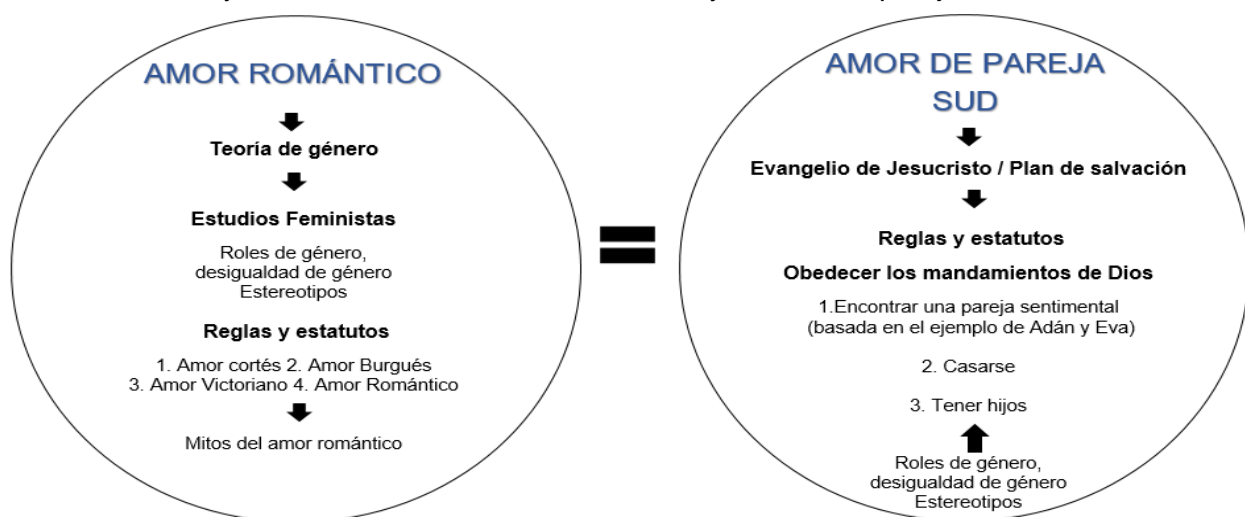 AMOR ROMÁNTICO
Teoría de género
Estudios Feministas
Roles de género,
desigualdad de género
Estereotipos
Reglas y estatutos
1. Amor cortés 2. Amor Burgués
3. Amor Victoriano 4. Amor Romántico
Mitos del amor romántico
=
AMOR DE PAREJA
SUD
Evangelio de Jesucristo / Plan de salvación
Reglas y estatutos
Obedecer los mandamientos de Dios
1.Encontrar una pareja sentimental
(basada en el ejemplo de Adán y Eva)
2. Casarse
3. Tener hijos
Roles de género,
desigualdad de género
Estereotipos